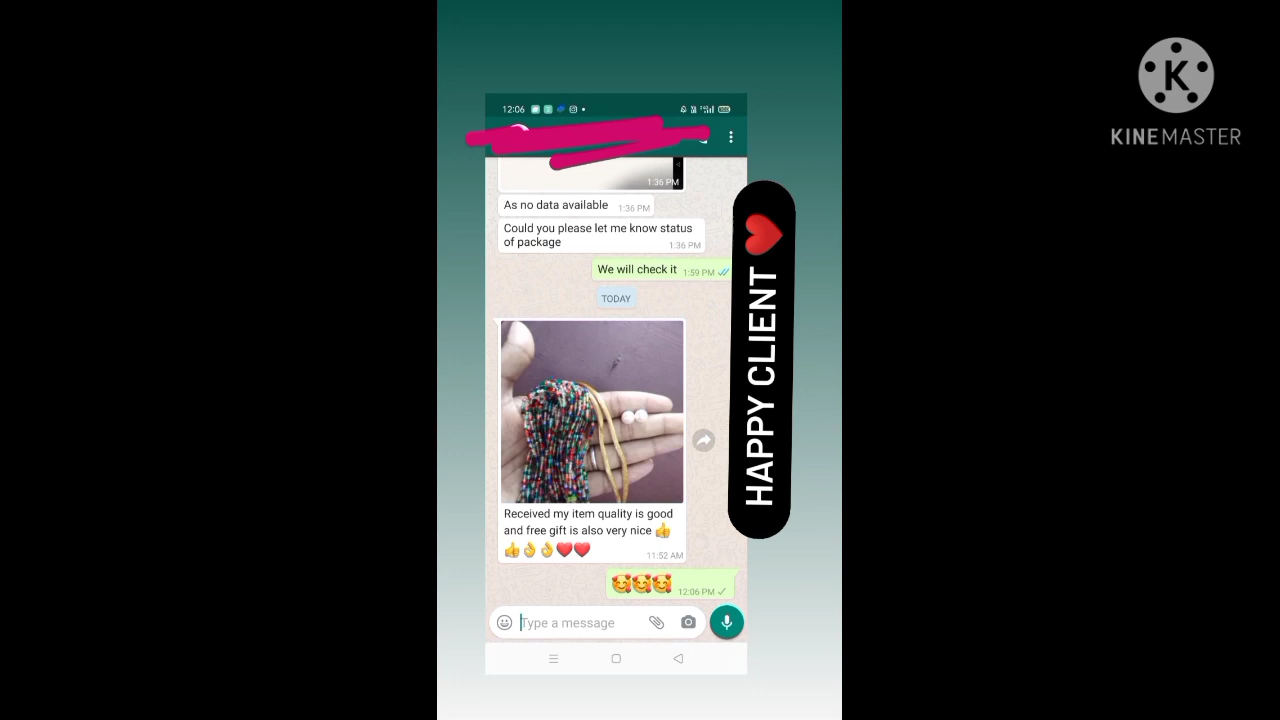 KINEMASTER
12:06
1:36 PM
As no data available 1:36 PM
Could you please let me know status
of package 1:36 PM
We will check it 1:59 PM
TODAY
Received my item quality is good
and free gift is also very nice 👍
👍👌👌❤️❤️ 11:52 AM
🥰🥰🥰 12:06 PM
Type a message
HAPPY CLIENT ❤️